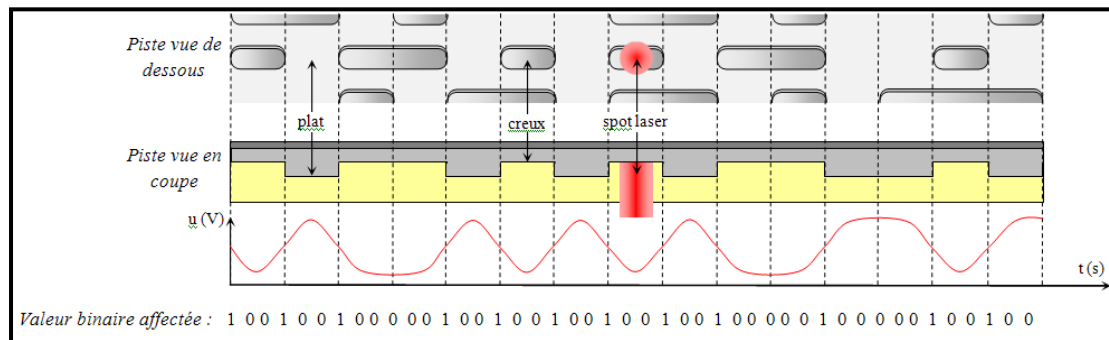 Piste vue de
dessous
plat
creux
spot laser
Piste vue en
coupe
u (V)
t (s)
Valeur binaire affectée : 1 0 0 1 0 0 1 0 0 0 0 0 1 0 0 1 0 0 1 0 0 1 0 0 1 0 0 1 0 0 0 0 0 1 0 0 0 0 0 1 0 0 1 0 0